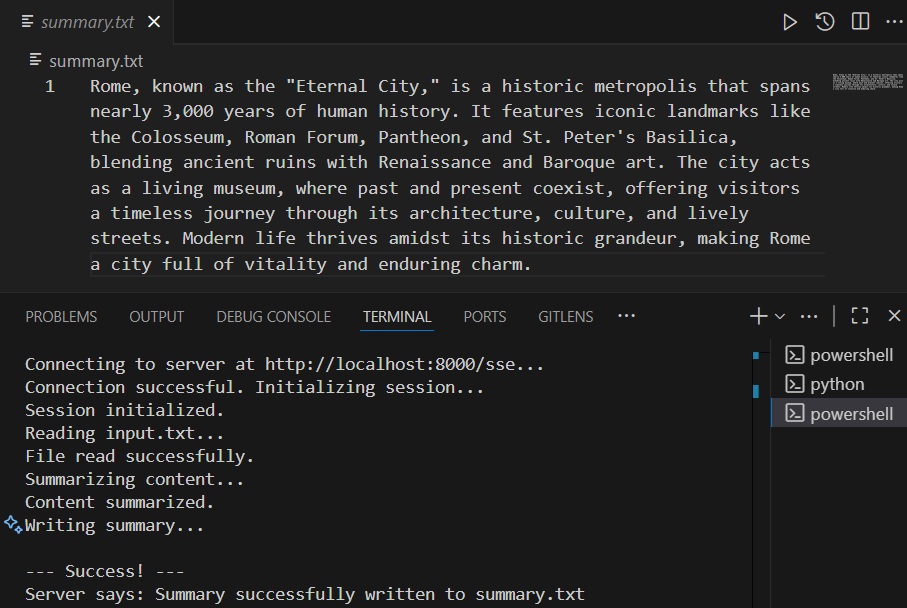 summary.txt
summary.txt
1
Rome, known as the "Eternal City," is a historic metropolis that spans
nearly 3,000 years of human history. It features iconic landmarks like
the Colosseum, Roman Forum, Pantheon, and St. Peter's Basilica,
blending ancient ruins with Renaissance and Baroque art. The city acts
as a living museum, where past and present coexist, offering visitors
a timeless journey through its architecture, culture, and lively
streets. Modern life thrives amidst its historic grandeur, making Rome
a city full of vitality and enduring charm.
PROBLEMS OUTPUT DEBUG CONSOLE TERMINAL PORTS GITLENS
Connecting to server at http://localhost:8000/sse...
Connection successful. Initializing session...
Session initialized.
Reading input.txt...
File read successfully.
Summarizing content...
Content summarized.
Writing summary...
--- Success! ---
Server says: Summary successfully written to summary.txt
powershell
python
powershell